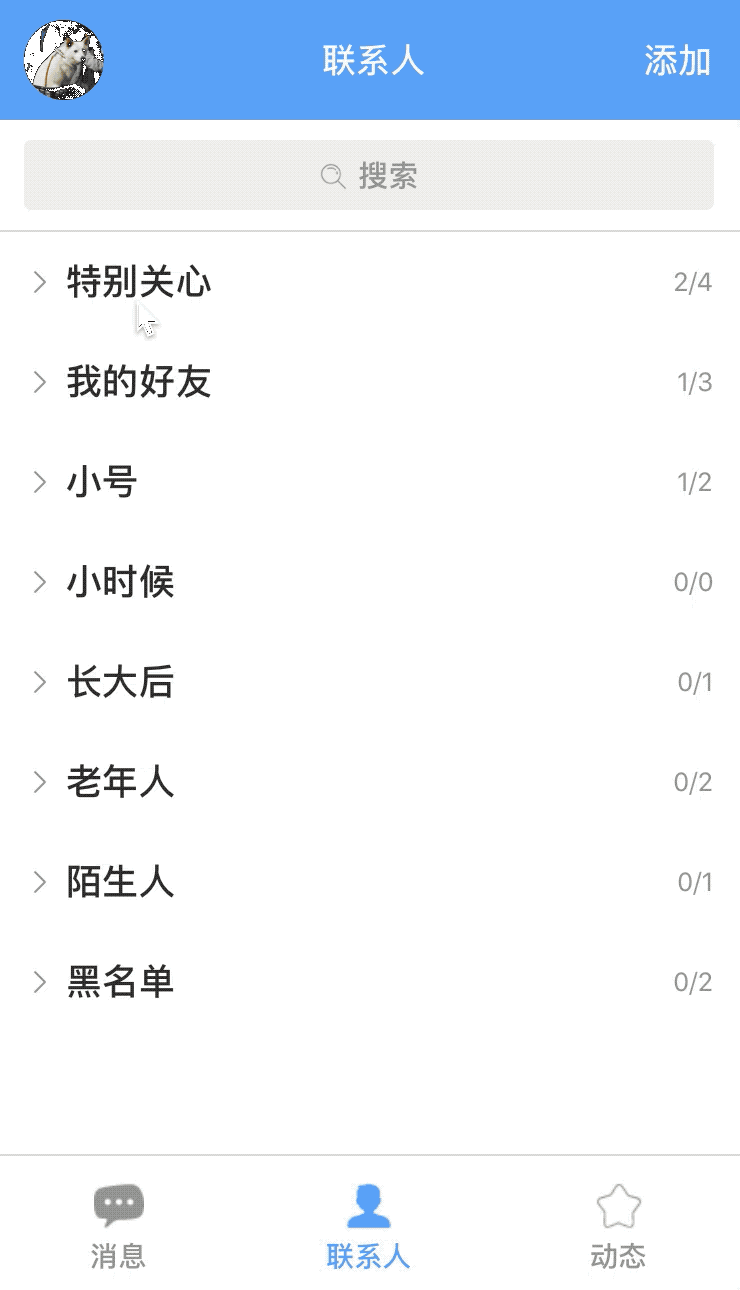 联系人 添加
搜索
特别关心 2/4
我的好友 1/3
小号 1/2
小时候 0/0
长大后 0/1
老年人 0/2
陌生人 0/1
黑名单 0/2
消息 联系人 动态